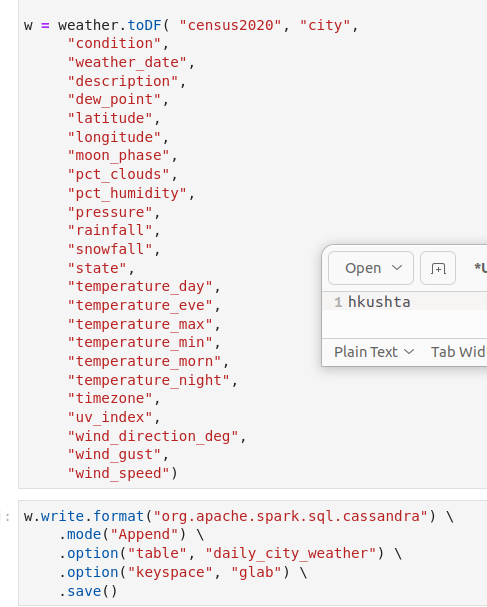 w = weather.toDF( "census2020", "city",
"condition",
"weather_date",
"description",
"dew_point",
"latitude",
"longitude",
"moon_phase",
"pct_clouds",
"pct_humidity",
"pressure",
"rainfall",
"snowfall",
"state",
"temperature_day",
"temperature_eve",
"temperature_max",
"temperature_min",
"temperature_morn",
"temperature_night",
"timezone",
"uv_index",
"wind_direction_deg",
"wind_gust",
"wind_speed")
Open
1 hkushta
Plain Text
Tab Wid
]:
w.write.format("org.apache.spark.sql.cassandra") \
.mode("Append") \
.option("table", "daily_city_weather") \
.option("keyspace", "glab") \
.save()